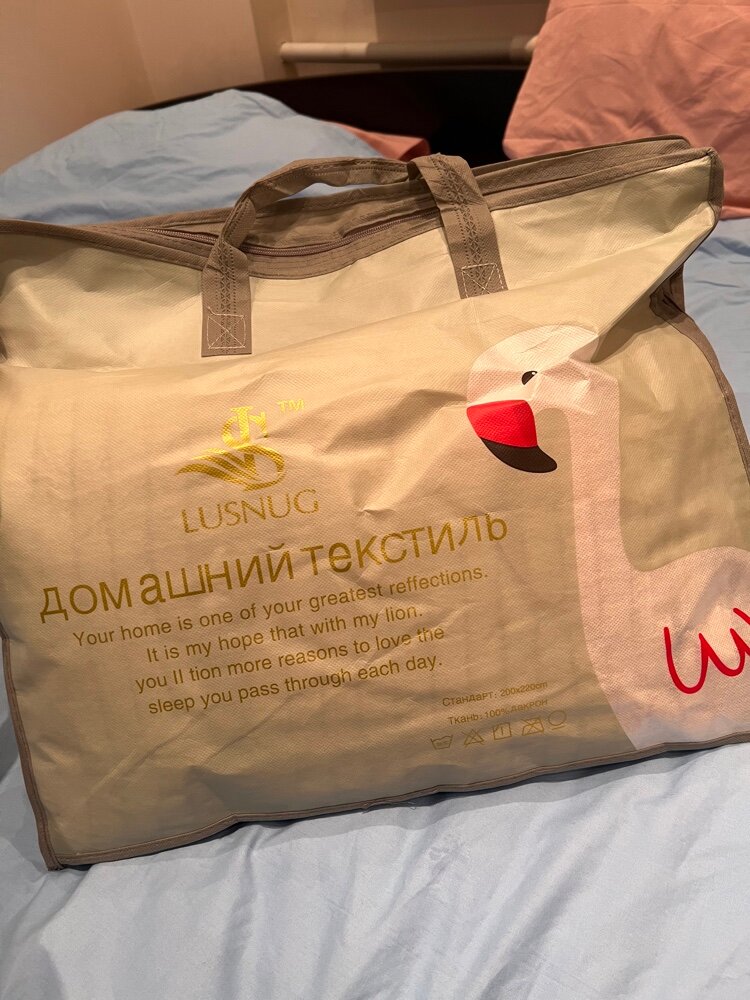 TM
LUSNUG
домашний текстиль
Your home is one of your greatest reffections.
It is my hope that with my lion.
you II tion more reasons to love the
sleep you pass through each day.
Стандарт: 200x220cm
Ткань: 100% дакрон